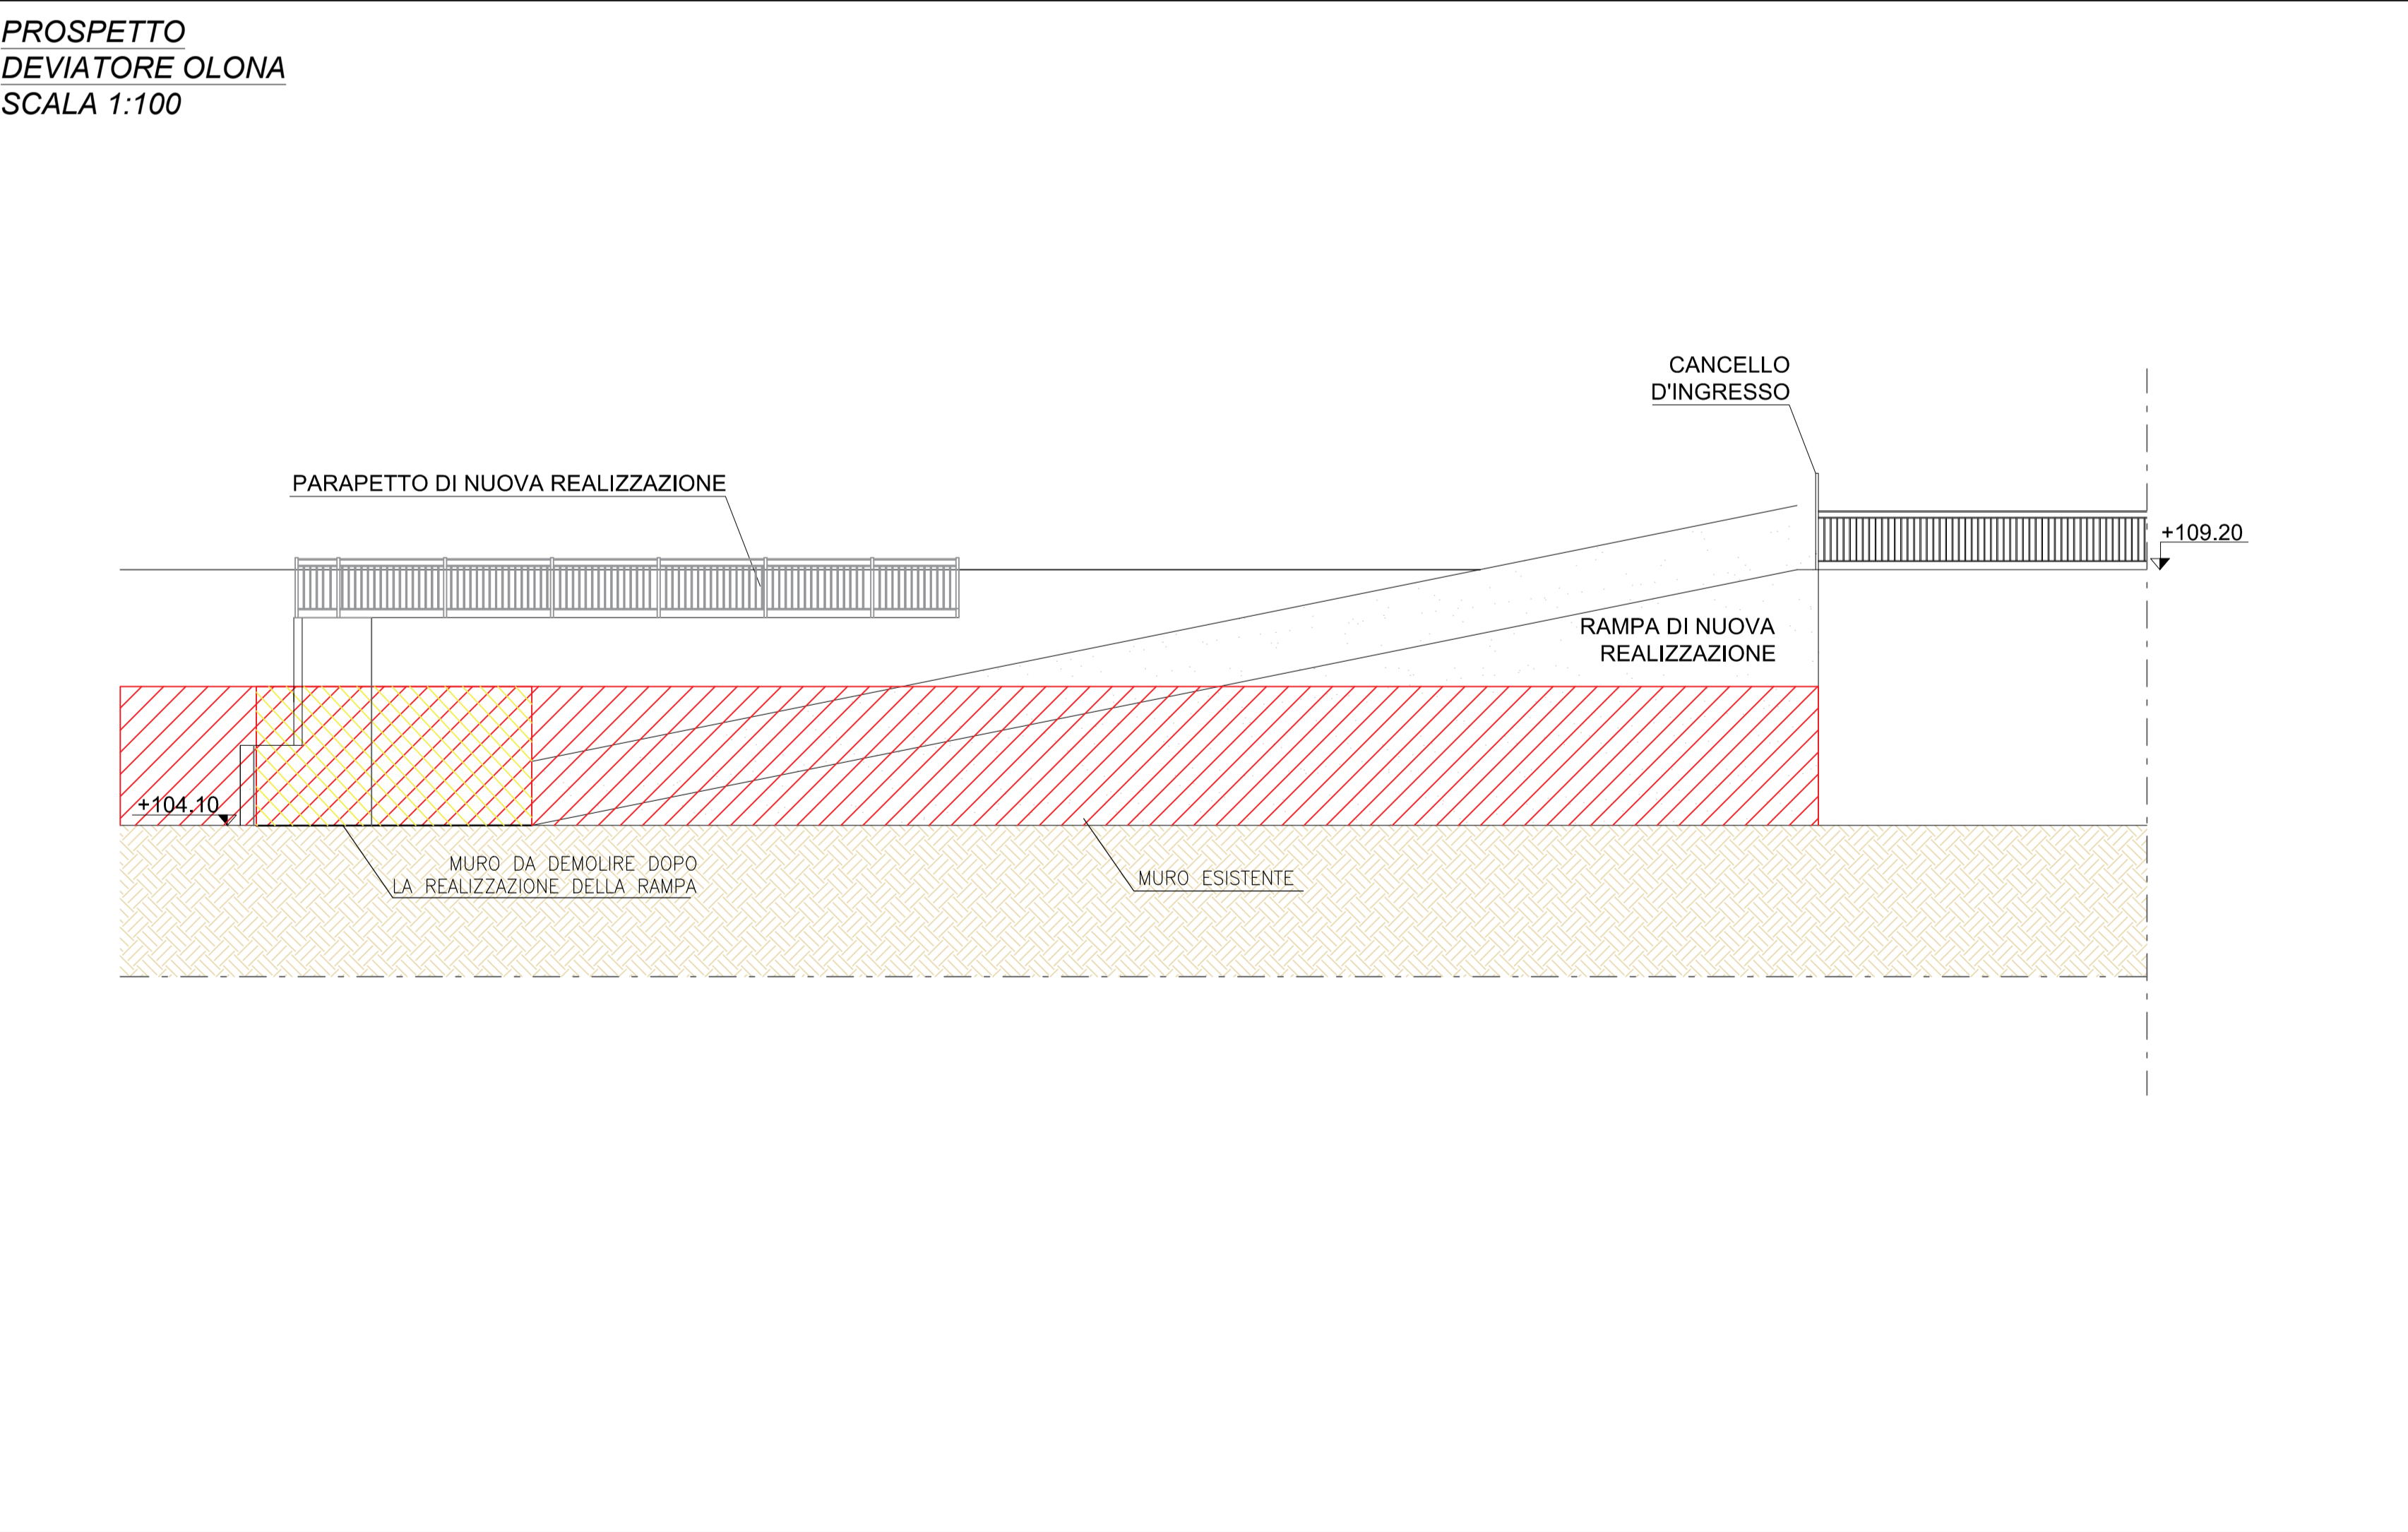 PROSPETTO
DEVIATORE OLONA
SCALA 1:100
CANCELLO
D'INGRESSO
PARAPETTO DI NUOVA REALIZZAZIONE
+109.20
RAMPA DI NUOVA
REALIZZAZIONE
+104.10
MURO DA DEMOLIRE DOPO
LA REALIZZAZIONE DELLA RAMPA
MURO ESISTENTE